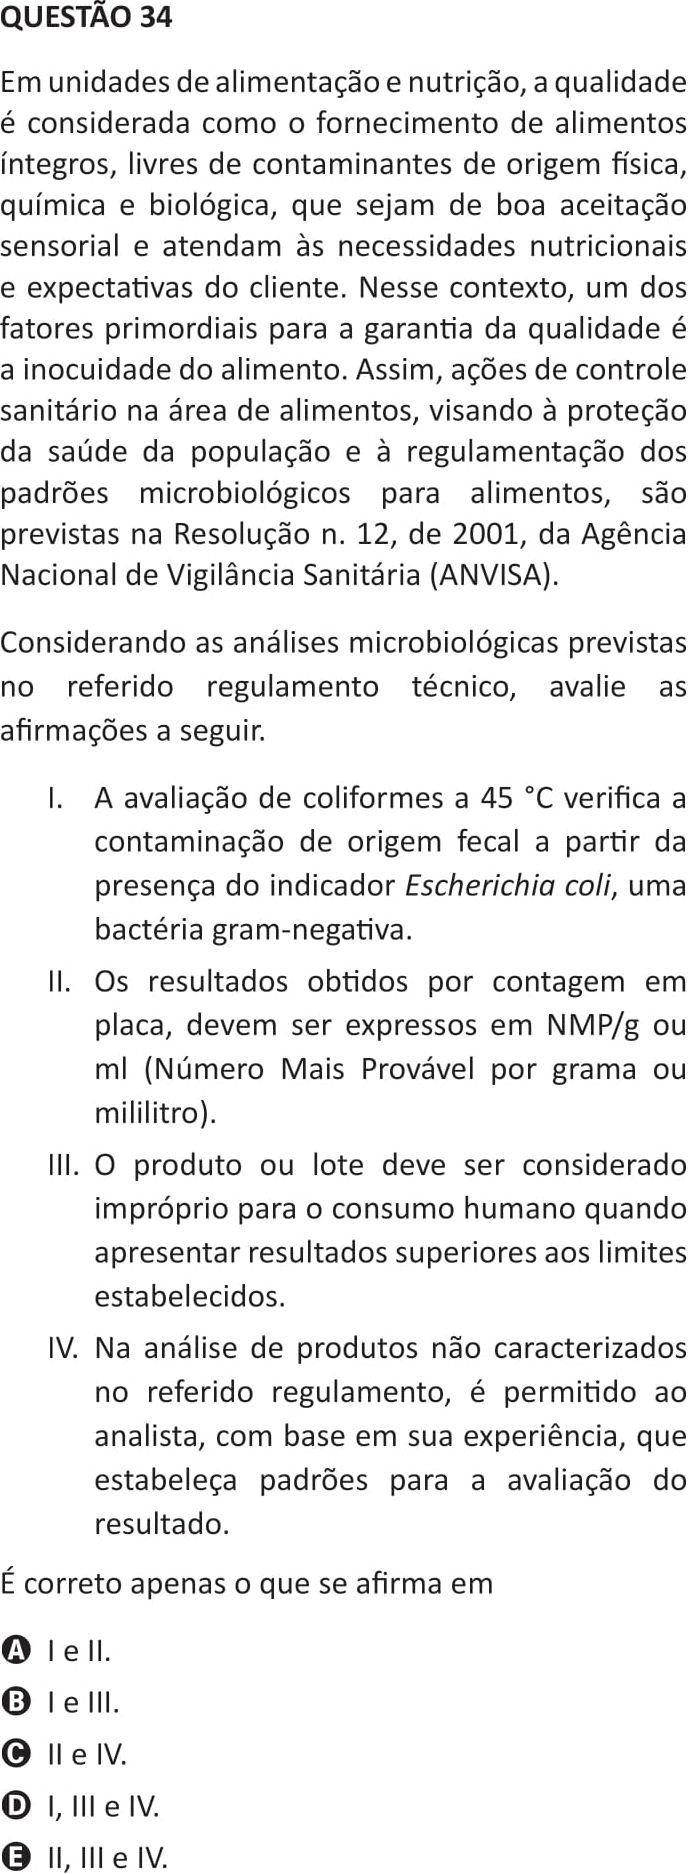 QUESTÃO 34
Em unidades de alimentação e nutrição, a qualidade
é considerada como o fornecimento de alimentos
íntegros, livres de contaminantes de origem física,
química e biológica, que sejam de boa aceitação
sensorial e atendam às necessidades nutricionais
e expectativas do cliente. Nesse contexto, um dos
fatores primordiais para a garantia da qualidade é
a inocuidade do alimento. Assim, ações de controle
sanitário na área de alimentos, visando à proteção
da saúde da população e à regulamentação dos
padrões microbiológicos para alimentos, são
previstas na Resolução n. 12, de 2001, da Agência
Nacional de Vigilância Sanitária (ANVISA).
Considerando as análises microbiológicas previstas
no referido regulamento técnico, avalie as
afirmações a seguir.
I. A avaliação de coliformes a 45 °C verifica a
contaminação de origem fecal a partir da
presença do indicador Escherichia coli, uma
bactéria gram-negativa.
II. Os resultados obtidos por contagem em
placa, devem ser expressos em NMP/g ou
ml (Número Mais Provável por grama ou
mililitro).
III. O produto ou lote deve ser considerado
impróprio para o consumo humano quando
apresentar resultados superiores aos limites
estabelecidos.
IV. Na análise de produtos não caracterizados
no referido regulamento, é permitido ao
analista, com base em sua experiência, que
estabeleça padrões para a avaliação do
resultado.
É correto apenas o que se afirma em
A I e II.
B I e III.
C II e IV.
D I, III e IV.
E II, III e IV.